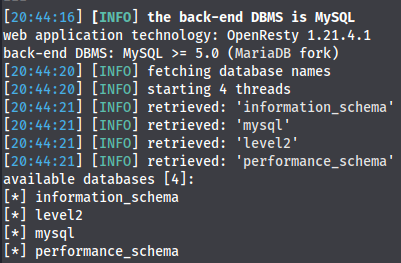 [20:44:16] [INFO] the back-end DBMS is MySQL
web application technology: OpenResty 1.21.4.1
back-end DBMS: MySQL >= 5.0 (MariaDB fork)
[20:44:20] [INFO] fetching database names
[20:44:20] [INFO] starting 4 threads
[20:44:21] [INFO] retrieved: 'information_schema'
[20:44:21] [INFO] retrieved: 'mysql'
[20:44:21] [INFO] retrieved: 'level2'
[20:44:21] [INFO] retrieved: 'performance_schema'
available databases [4]:
[*] information_schema
[*] level2
[*] mysql
[*] performance_schema